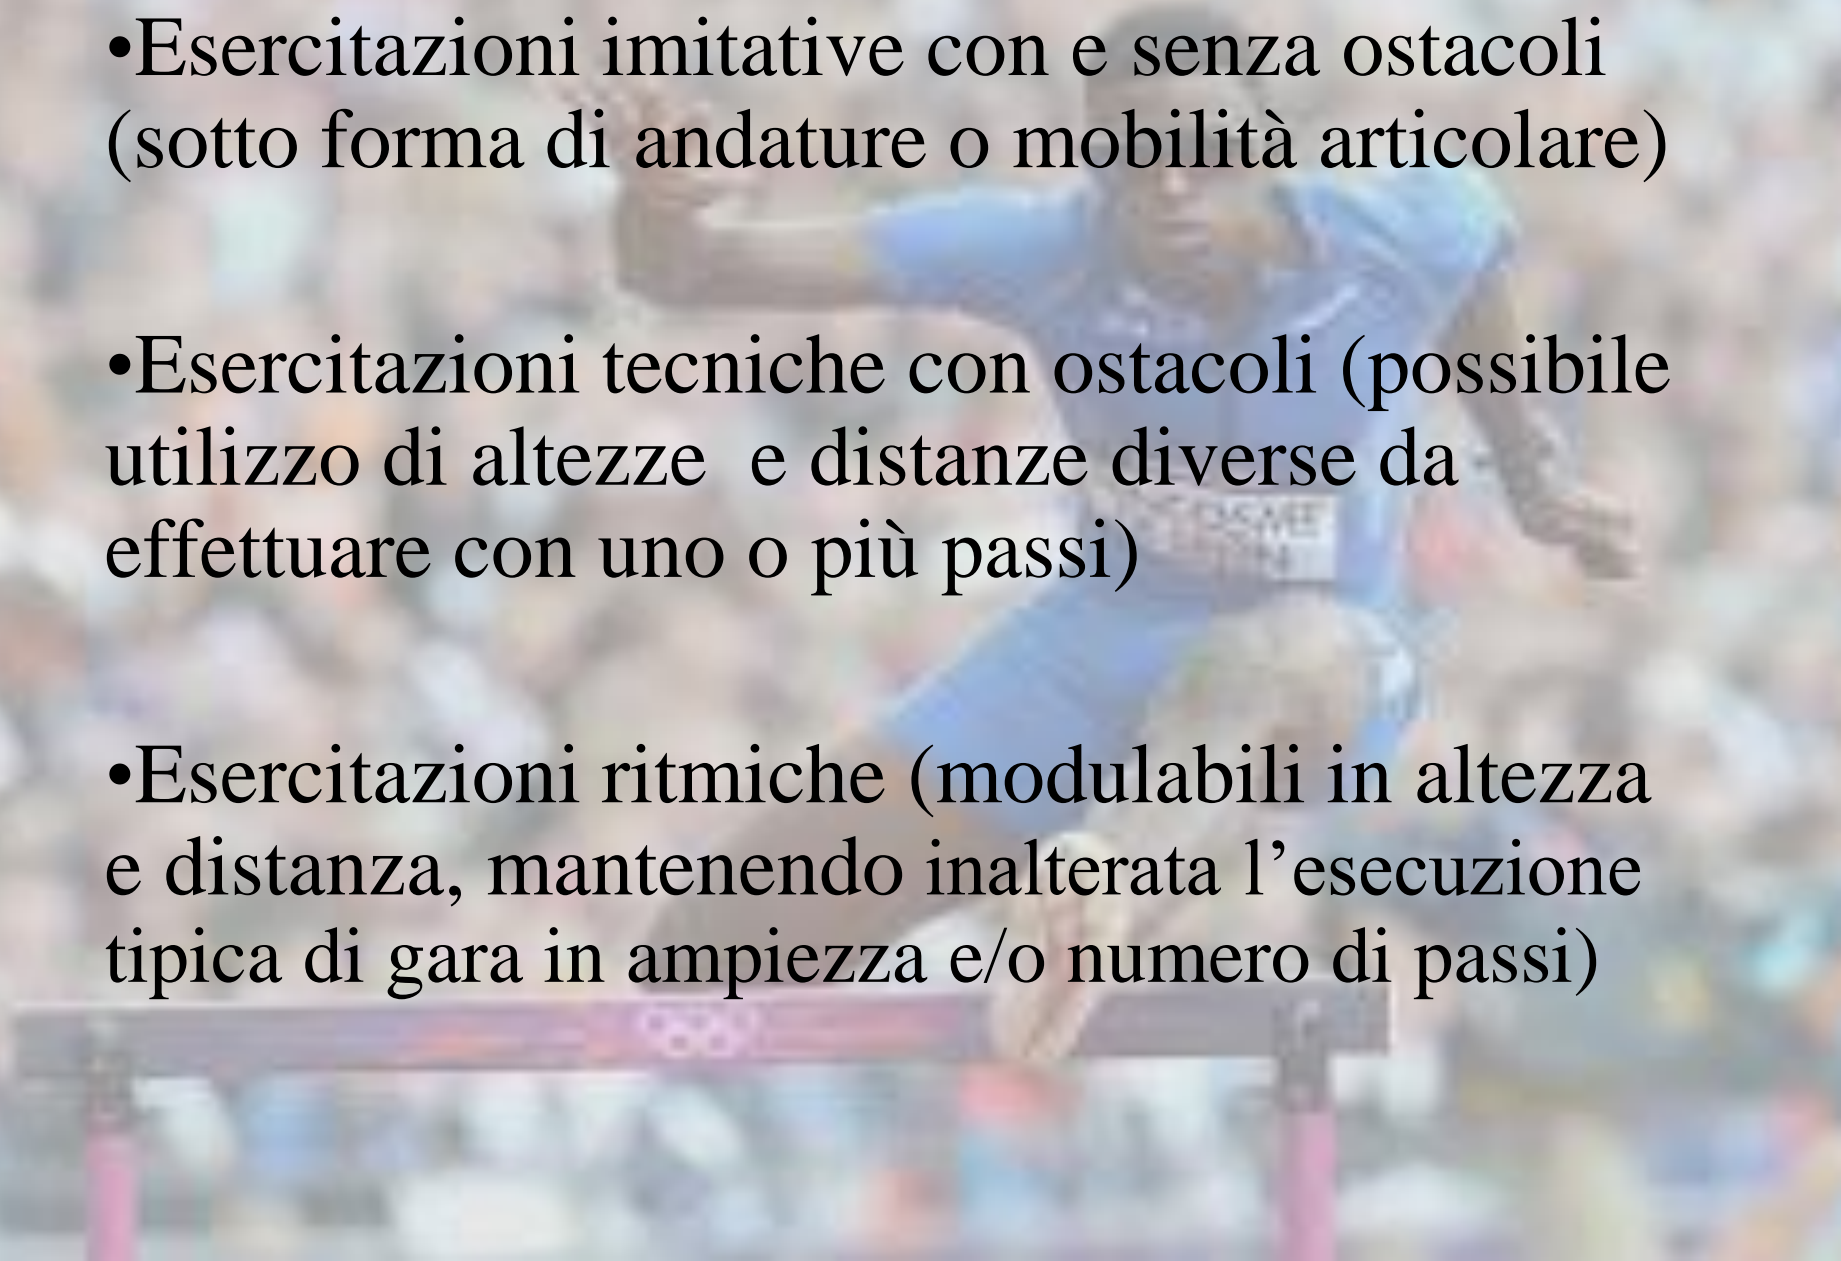 •Esercitazioni imitative con e senza ostacoli
(sotto forma di andature o mobilità articolare)
•Esercitazioni tecniche con ostacoli (possibile
utilizzo di altezze  e distanze diverse da
effettuare con uno o più passi)
•Esercitazioni ritmiche (modulabili in altezza
e distanza, mantenendo inalterata l’esecuzione
tipica di gara in ampiezza e/o numero di passi)